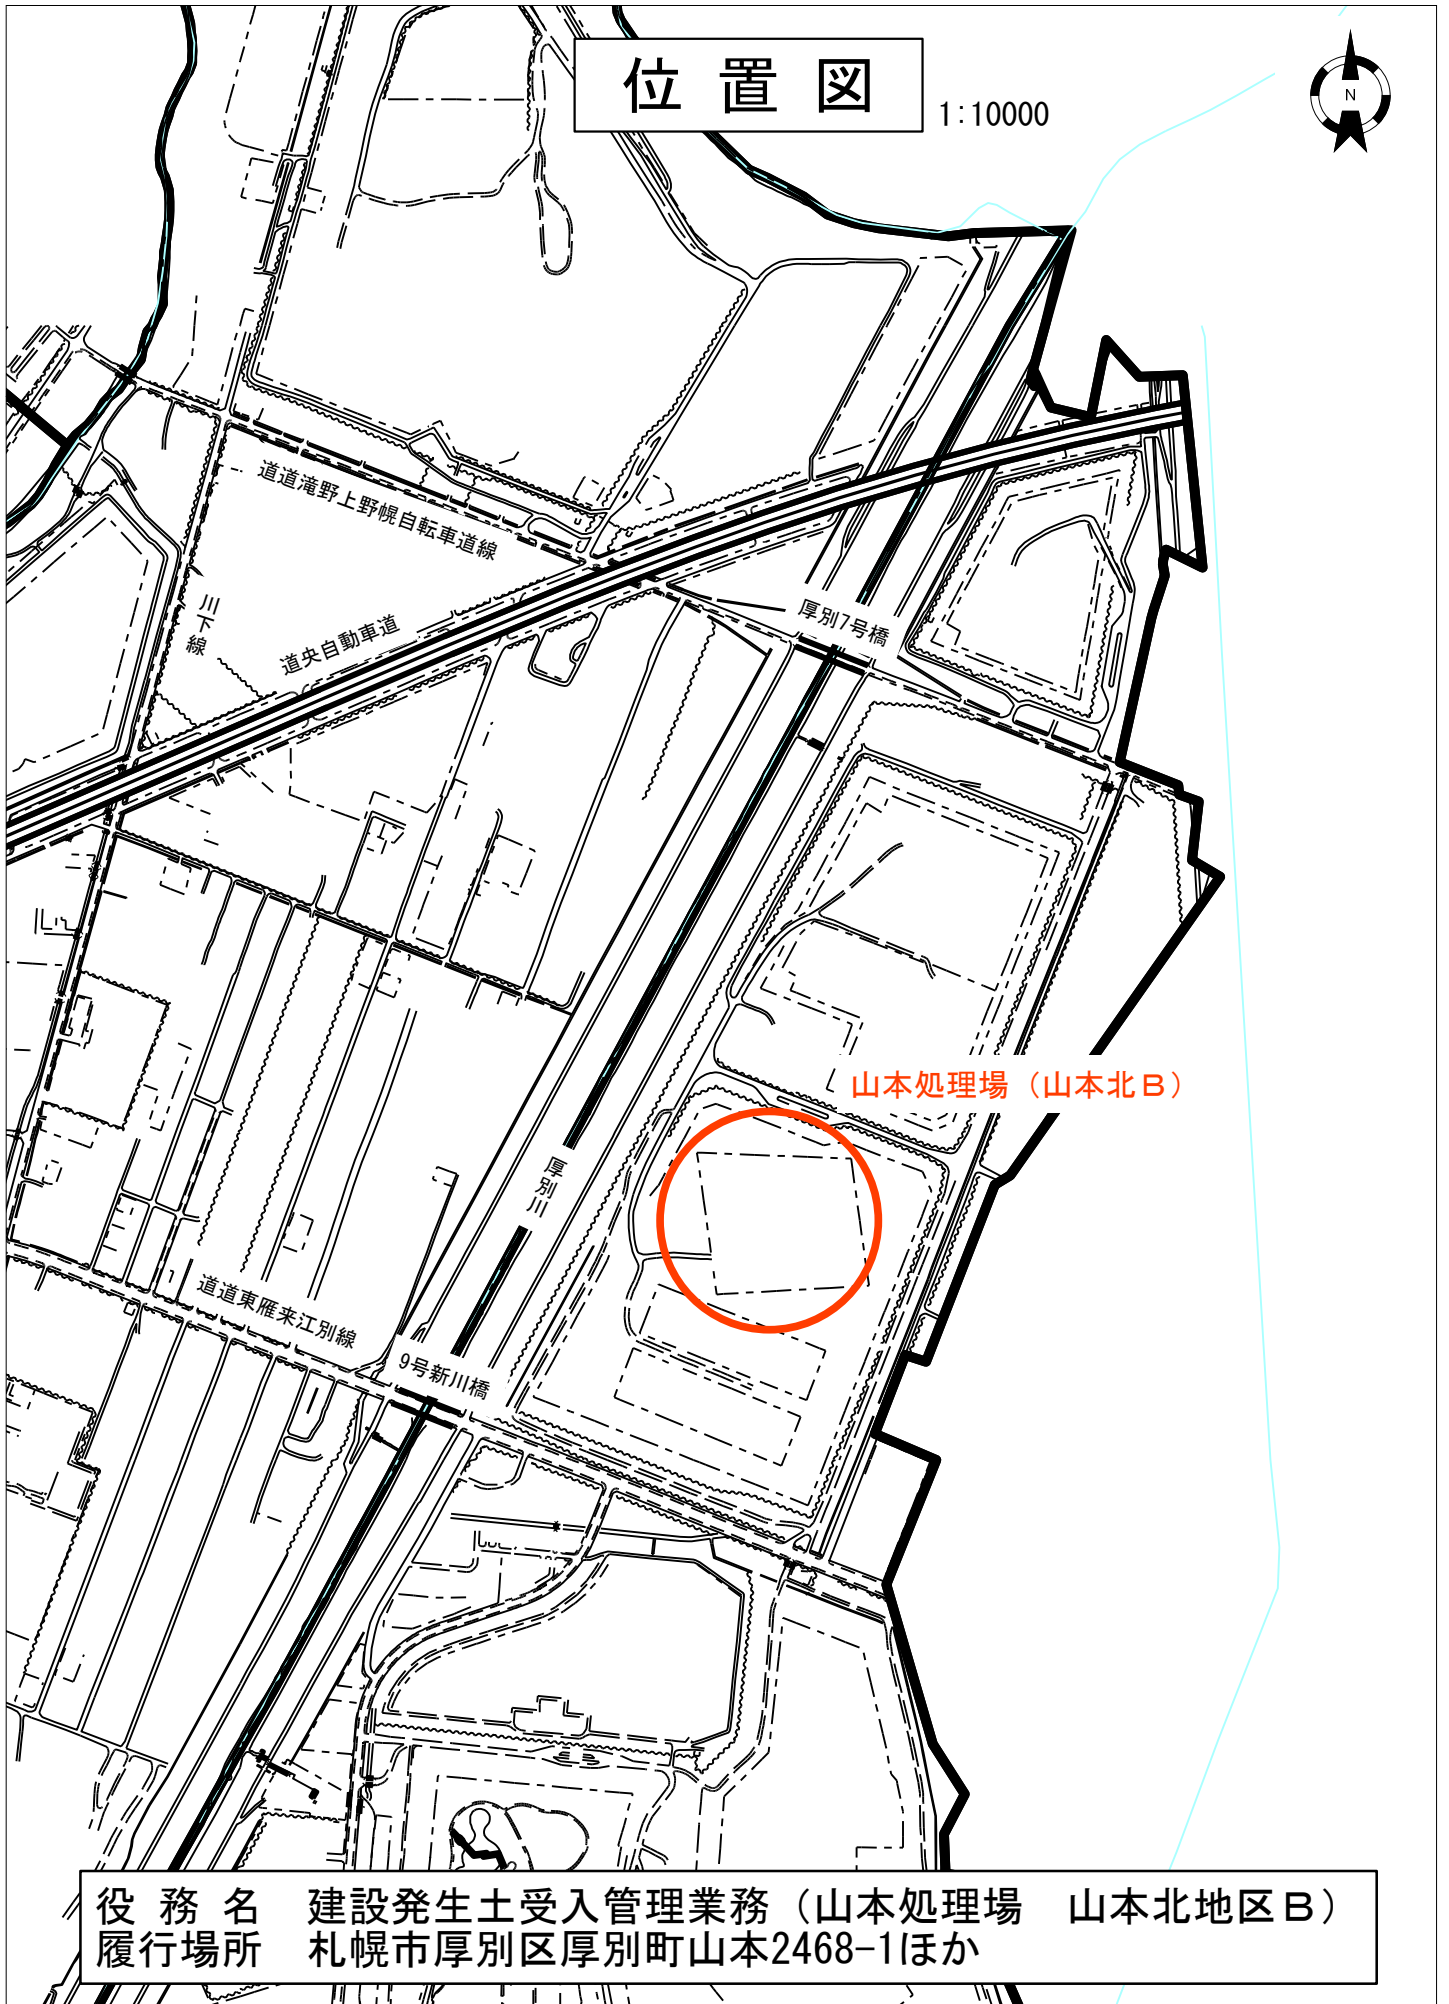 位置図
1:10000
N
道道滝野上野幌自転車道線
川下線
道央自動車道
厚別7号橋
山本処理場（山本北Ｂ）
厚別川
道道東雁来江別線
9号新川橋
役務名　建設発生土受入管理業務（山本処理場　山本北地区Ｂ）
履行場所　札幌市厚別区厚別町山本2468-1ほか